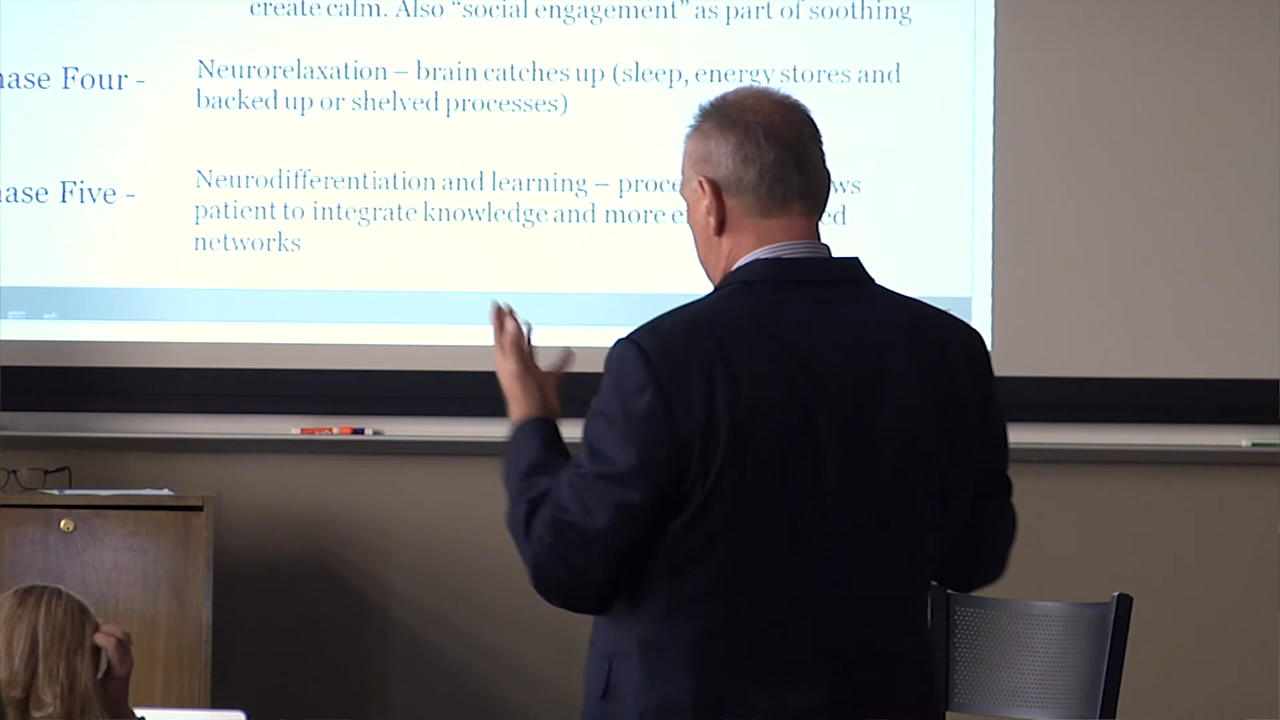 create calm. Also “social engagement” as part of soothing
hase Four - Neurorelaxation – brain catches up (sleep, energy stores and
backed up or shelved processes)
hase Five - Neurodifferentiation and learning –
patient to integrate knowledge and more
networks